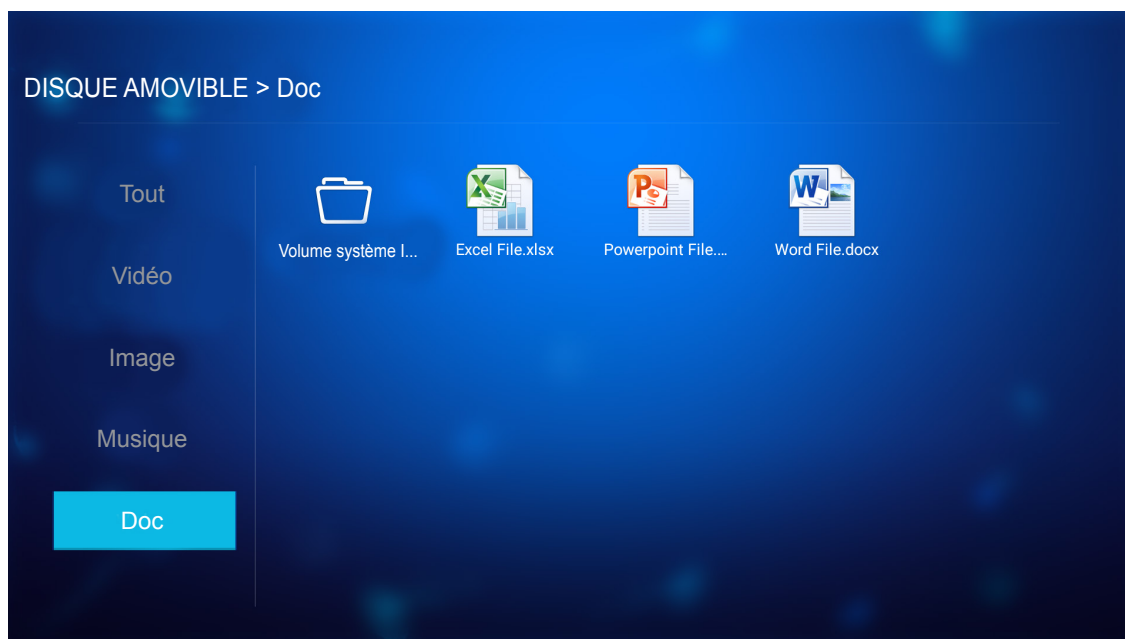 DISQUE AMOVIBLE > Doc
Tout
Vidéo
Image
Musique
Doc
Volume système I...
Excel File.xlsx
Powerpoint File....
Word File.docx